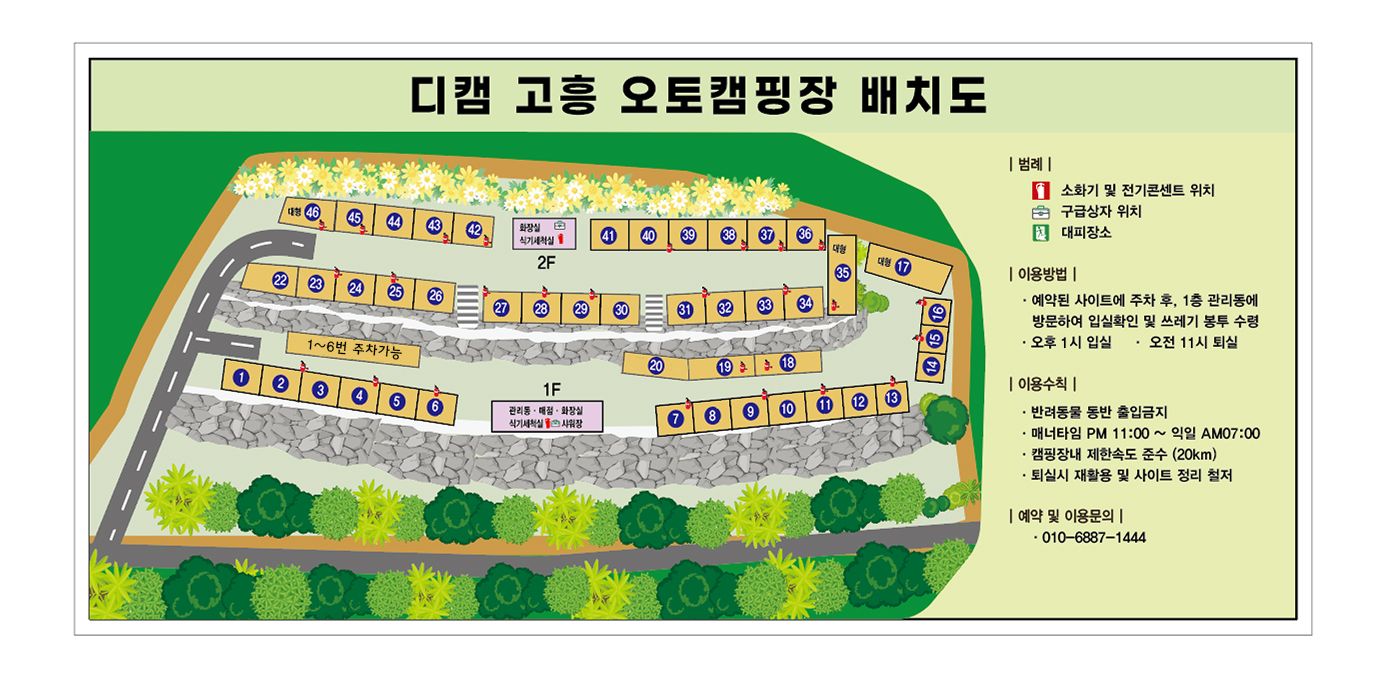 디캠 고흥 오토캠핑장 배치도
| 범례 |
소화기 및 전기콘센트 위치
구급상자 위치
대피장소
| 이용방법 |
· 예약된 사이트에 주차 후, 1층 관리동에
방문하여 입실확인 및 쓰레기 봉투 수령
· 오후 1시 입실 · 오전 11시 퇴실
| 이용수칙 |
· 반려동물 동반 출입금지
· 매너타임 PM 11:00 ~ 익일 AM07:00
· 캠핑장내 제한속도 준수 (20km)
· 퇴실시 재활용 및 사이트 정리 철저
| 예약 및 이용문의 |
· 010-6887-1444
대형 46 45 44 43 42
화장실
식기세척실
2F
41 40 39 38 37 36
대형
35
대형 17
22 23 24 25 26
27 28 29 30
31 32 33 34
16
15
14
1~6번 주차가능
20 19 18
1 2 3 4 5 6
1F
관리동·매점·화장실
식기세척실 샤워장
7 8 9 10 11 12 13